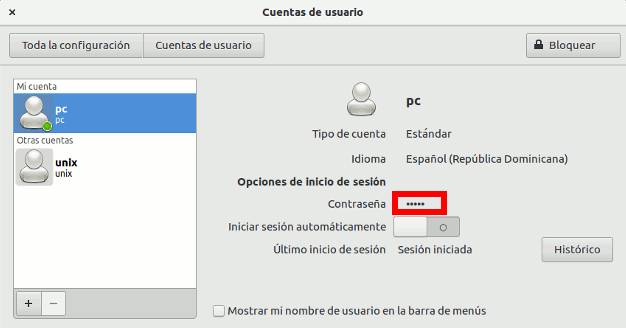 Cuentas de usuario
Toda la configuración Cuentas de usuario Bloquear
Mi cuenta
pc
pc
Otras cuentas
unix
unix
pc
Tipo de cuenta Estándar
Idioma Español (República Dominicana)
Opciones de inicio de sesión
Contraseña •••••
Iniciar sesión automáticamente
Último inicio de sesión Sesión iniciada Histórico
Mostrar mi nombre de usuario en la barra de menús